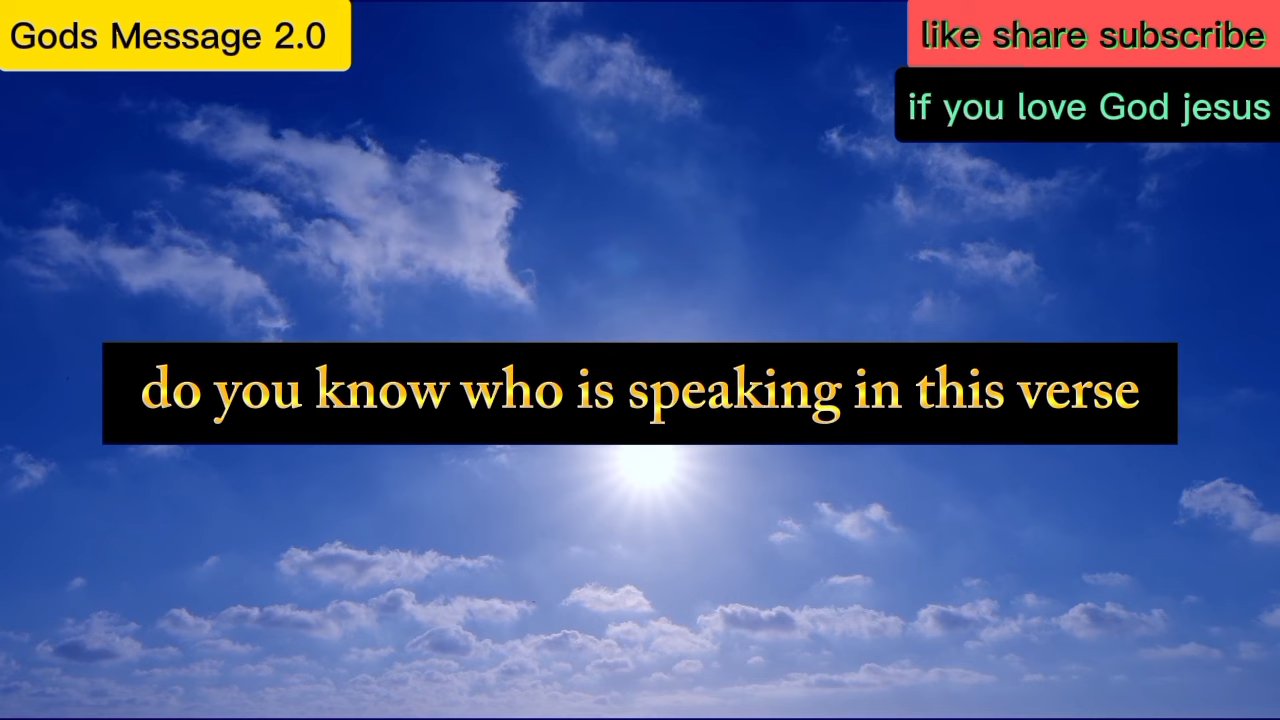 Gods Message 2.0
like share subscribe
if you love God jesus
do you know who is speaking in this verse